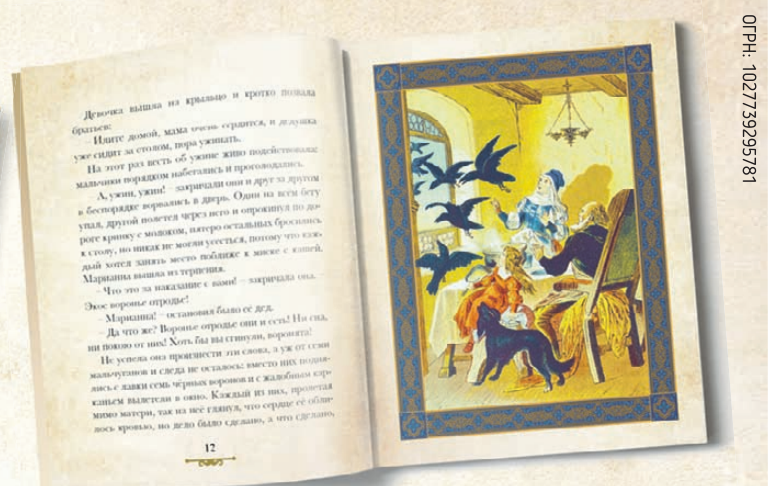 Девочка вышла на крыльцо и кротко позвала
братьев:
– Идите домой, мама очень сердится, и дедушка
уже сидит за столом, пора ужинать.
На этот раз весть об ужине живо подействовала:
мальчики порядком набегались и проголодались.
– А, ужин, ужин! – закричали они и друг за другом
в беспорядке ворвались в дверь. Один на всём бегу
упал, другой полетел через него и опрокинул по до-
роге кринку с молоком, пятеро остальных бросились
к столу, но никак не могли усесться, потому что каж-
дый хотел занять место поближе к миске с кашей.
Марианна вышла из терпения.
– Что это за наказание с вами! – закричала она.
Экое воронье отродье!
– Марианна! – остановил было её дед.
– Да что же? Воронье отродье они и есть! Ни сна,
ни покою от них! Хоть бы вы сгинули, воронята!
Не успела она произнести эти слова, а уж от семи
мальчуганов и следа не осталось: вместо них подня-
лись с лавки семь чёрных воронов и с жалобным кар-
каньем вылетели в окно. Каждый из них, пролетая
мимо матери, так на неё глянул, что сердце её обли-
лось кровью, но дело было сделано, а что сделано,
12
ОГРН: 1027739295781